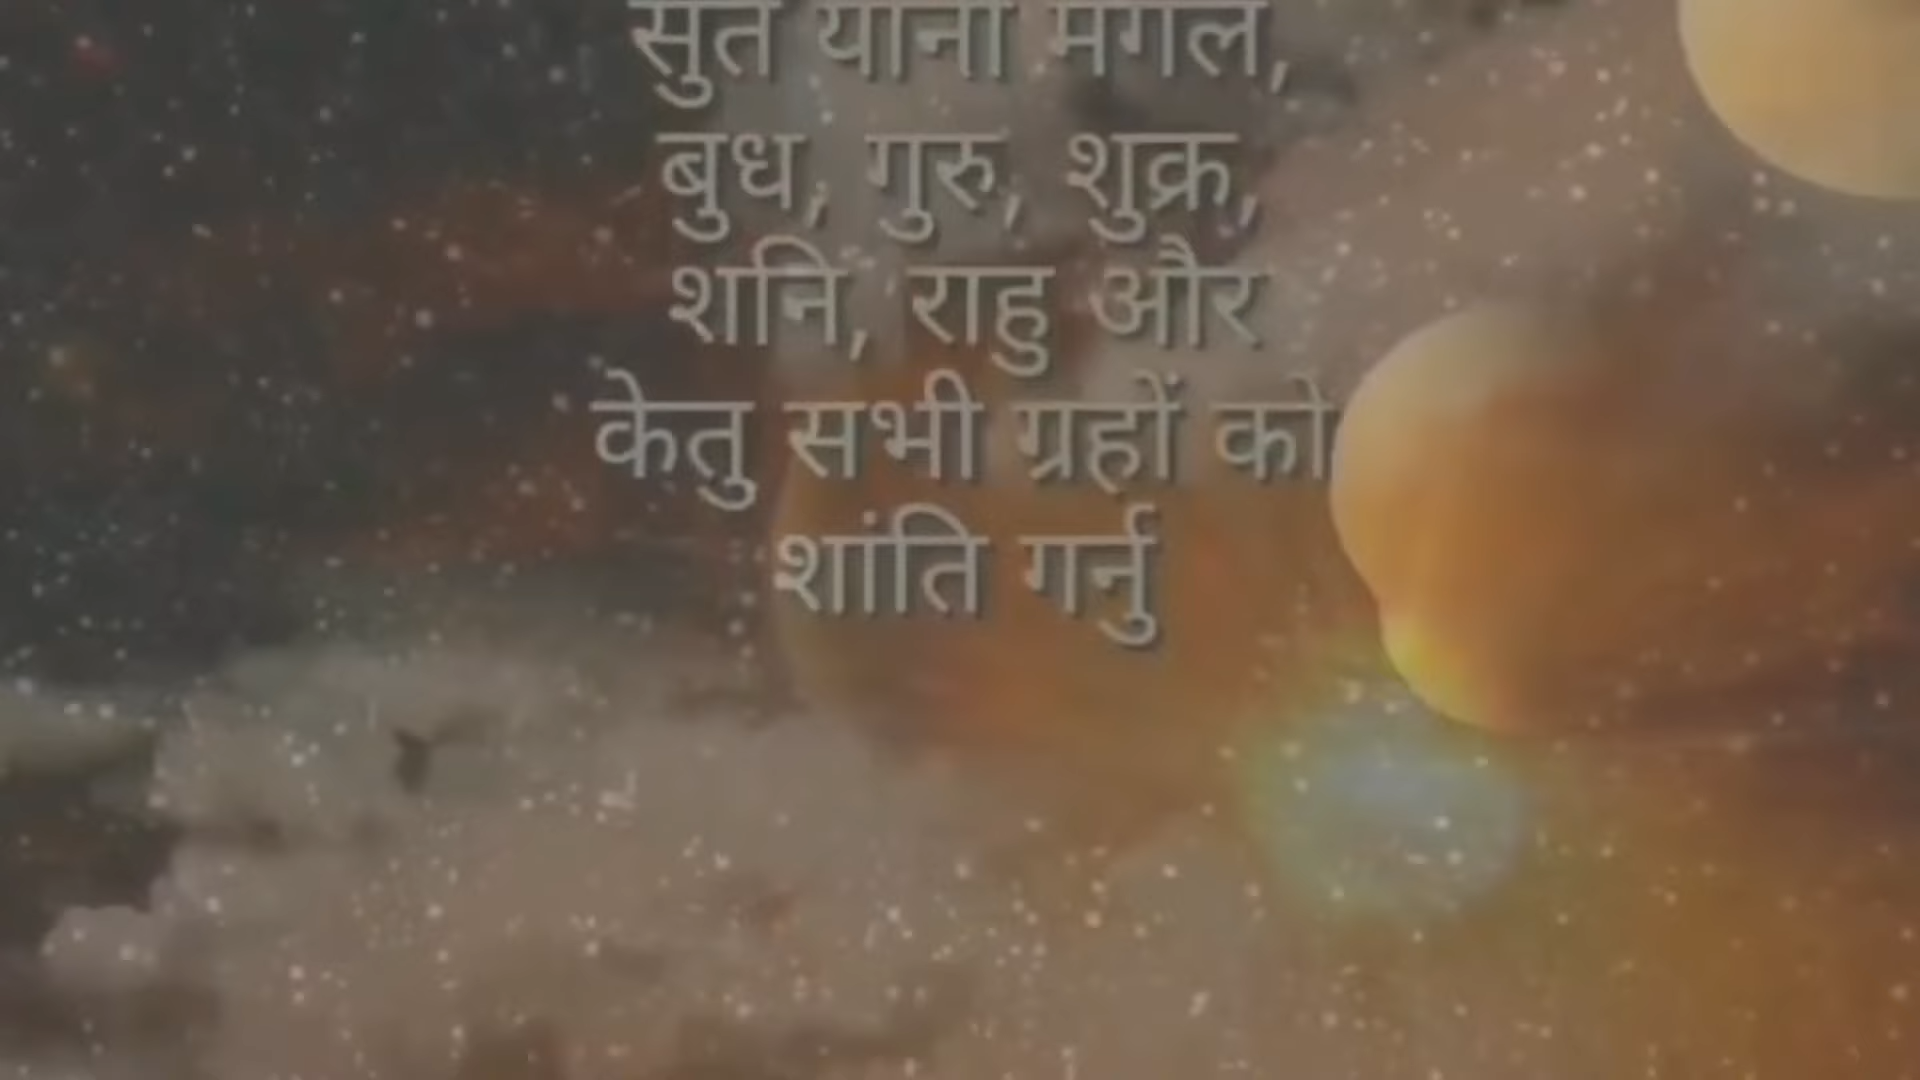 सुत यानी मंगल,
बुध, गुरु, शुक्र,
शनि, राहु और
केतु सभी ग्रहों को
शांति गर्नु